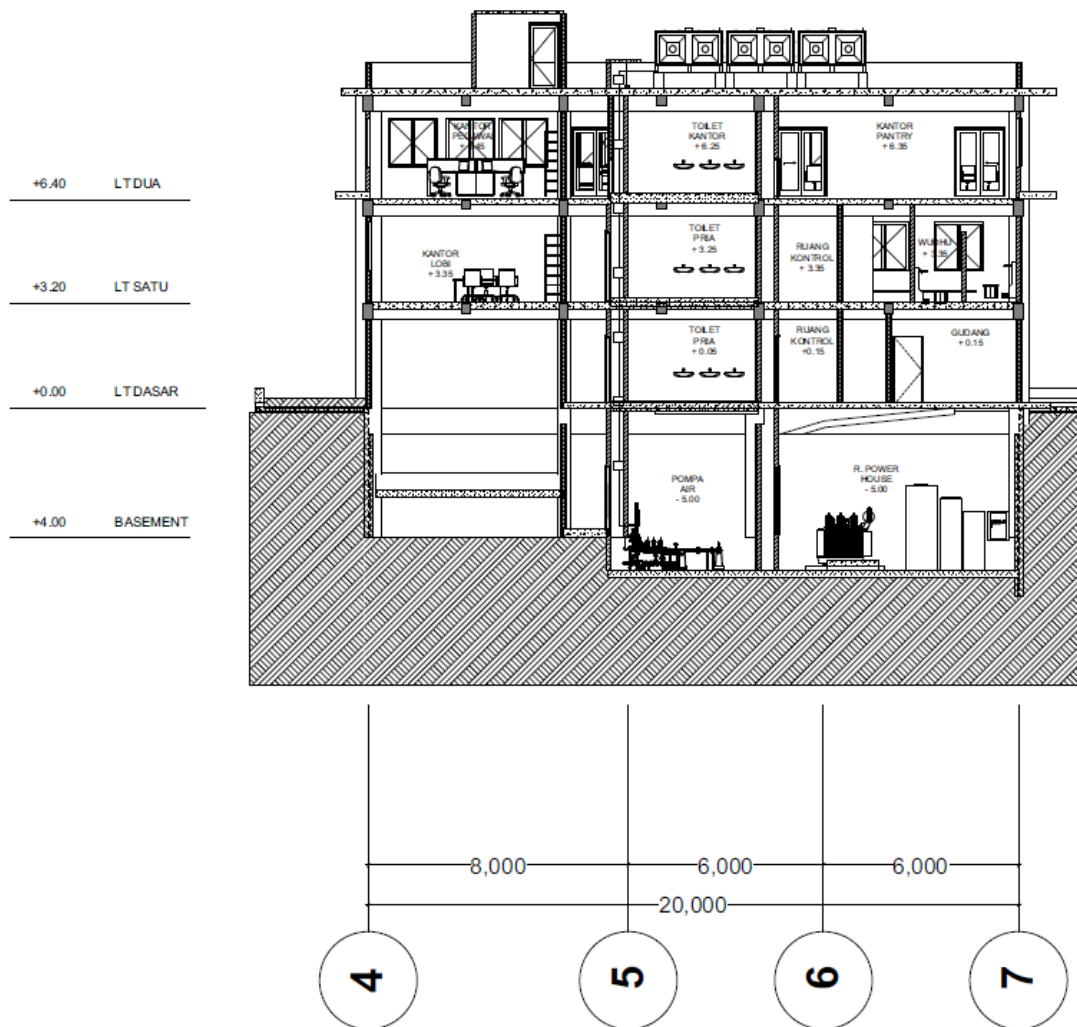 KANTOR
PEGAWAI
TOILET
KANTOR
+ 6.25
KANTOR
PANTRY
+ 6.35
+6.40 LT DUA
KANTOR
LOBI
+ 3.35
TOILET
PRIA
+ 3.25
RUANG
KONTROL
+ 3.35
WUDHU
+ 3.35
+3.20 LT SATU
TOILET
PRIA
+ 0.05
RUANG
KONTROL
+0.15
GUDANG
+ 0.15
+0.00 LT DASAR
POMPA
AIR
- 5.00
R. POWER
HOUSE
- 5.00
+4.00 BASEMENT
8,000 6,000 6,000
20,000
4 5 6 7